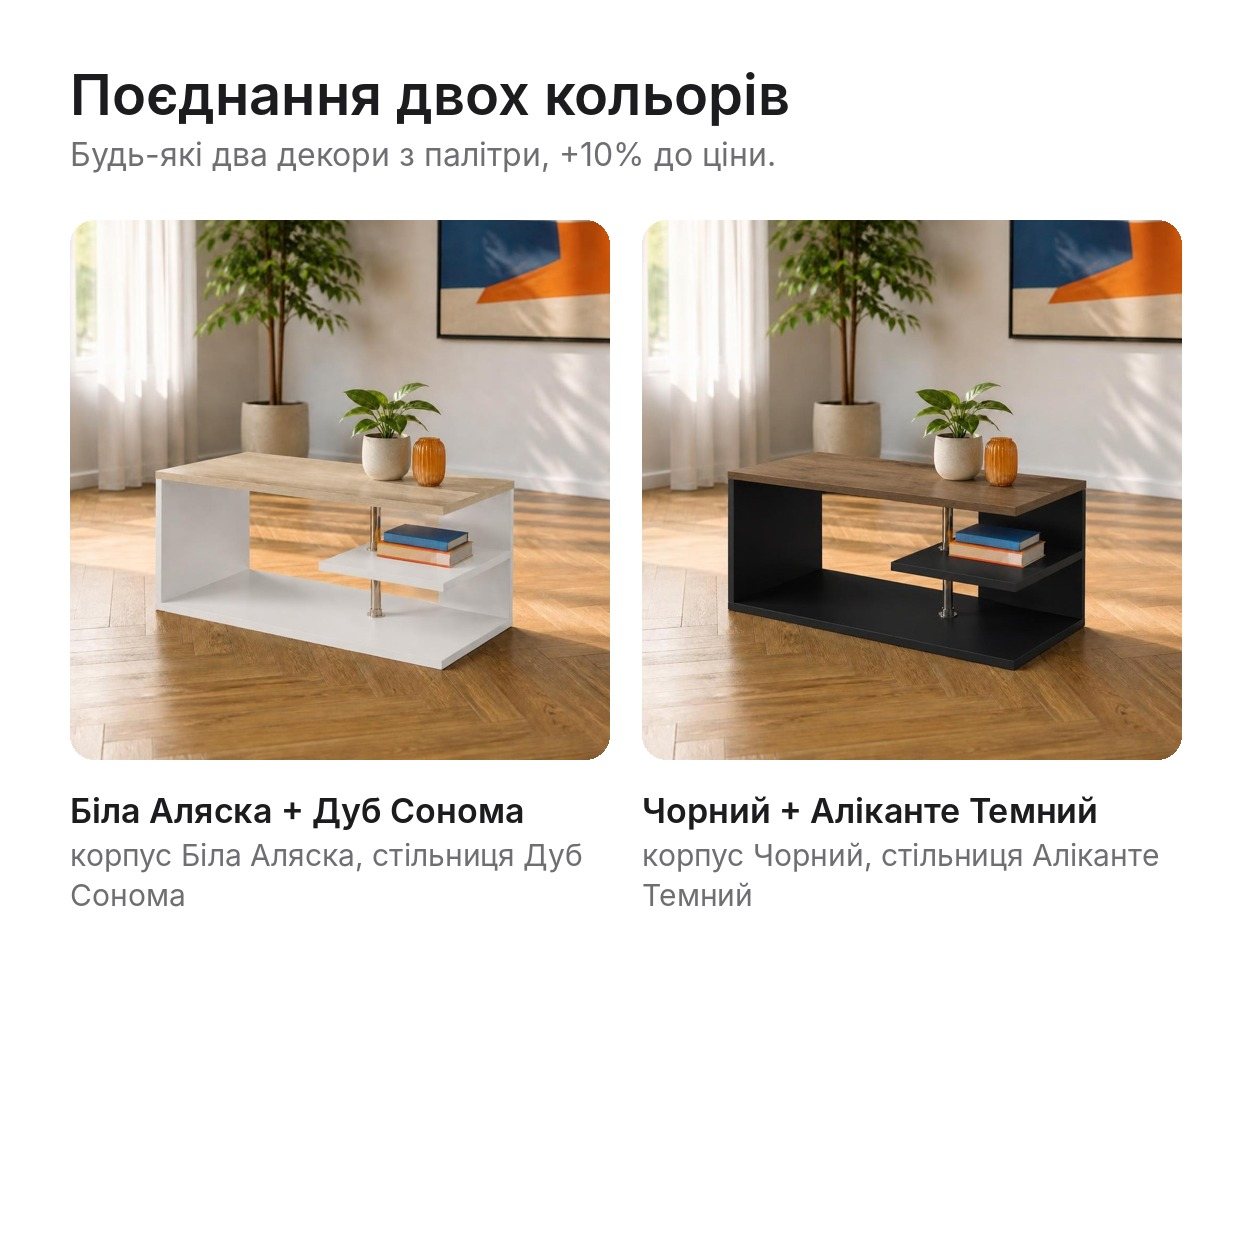 Поєднання двох кольорів
Будь-які два декори з палітри, +10% до ціни.
Біла Аляска + Дуб Сонома
корпус Біла Аляска, стільниця Дуб
Сонома
Чорний + Аліканте Темний
корпус Чорний, стільниця Аліканте
Темний